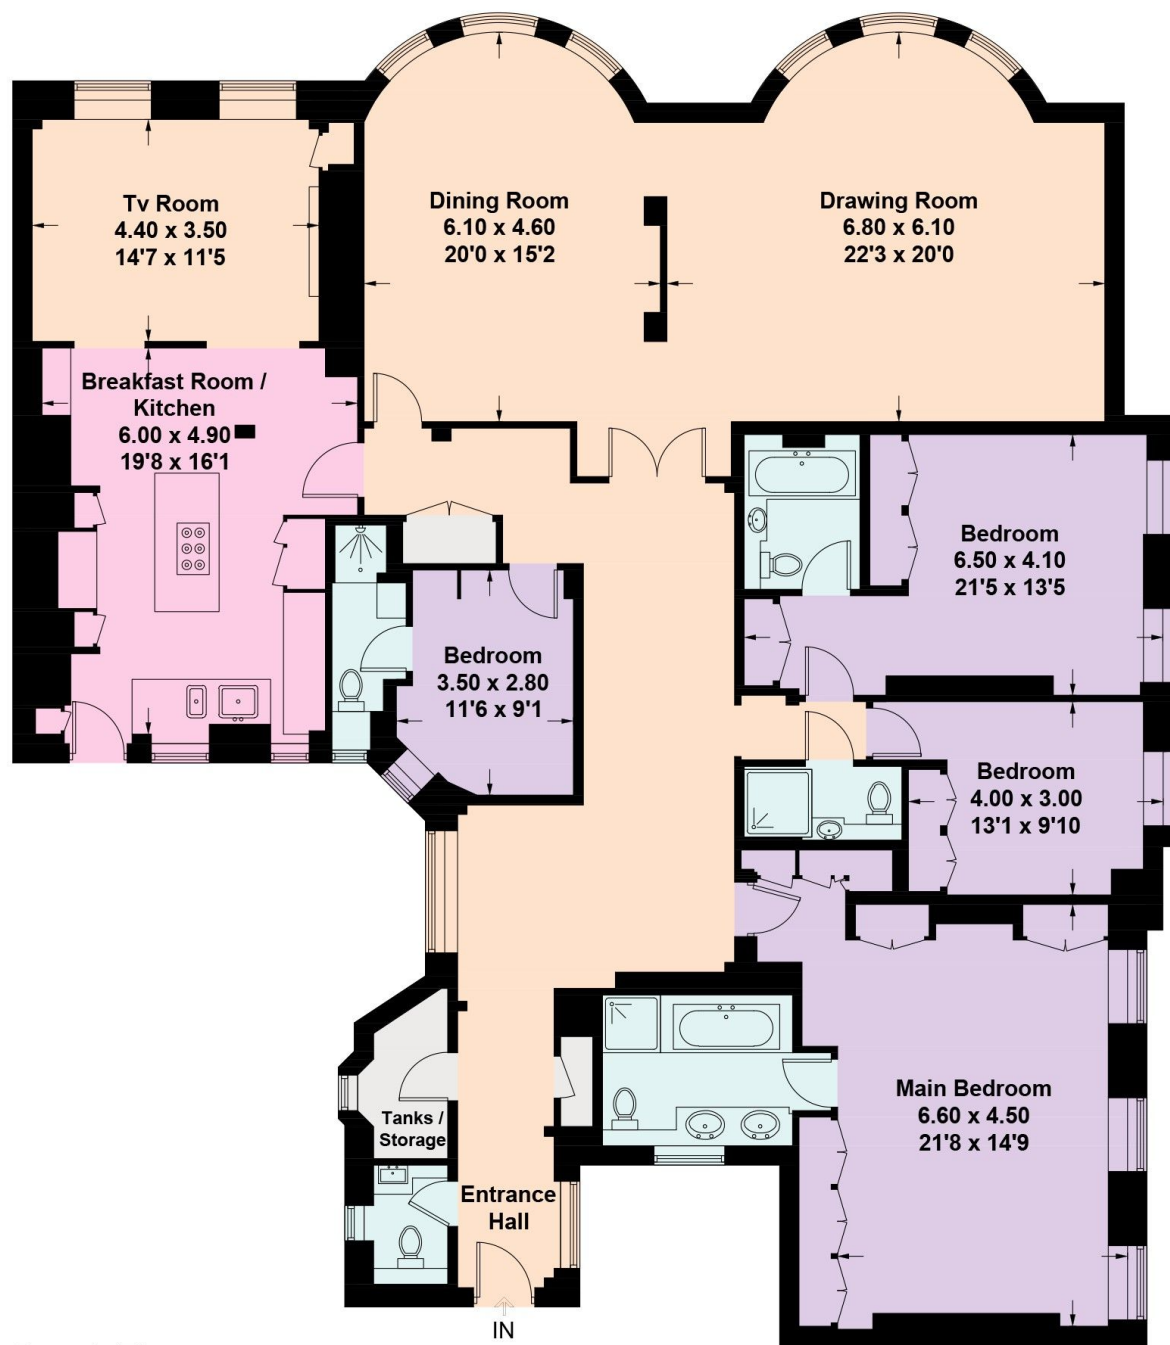 Tv Room
4.40 x 3.50
14'7 x 11'5
Dining Room
6.10 x 4.60
20'0 x 15'2
Drawing Room
6.80 x 6.10
22'3 x 20'0
Breakfast Room /
Kitchen
6.00 x 4.90
19'8 x 16'1
Bedroom
6.50 x 4.10
21'5 x 13'5
Bedroom
3.50 x 2.80
11'6 x 9'1
Bedroom
4.00 x 3.00
13'1 x 9'10
Main Bedroom
6.60 x 4.50
21'8 x 14'9
Tanks /
Storage
Entrance
Hall
IN